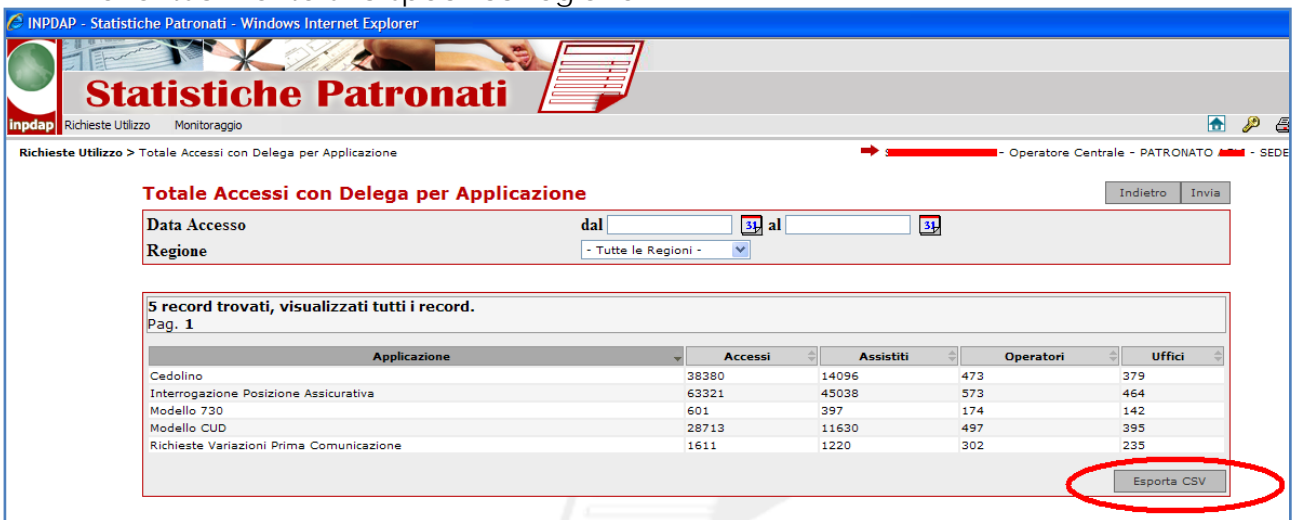 INPDAP - Statistiche Patronati - Windows Internet Explorer
Statistiche Patronati
inpdap Richieste Utilizzo Monitoraggio
Richieste Utilizzo > Totale Accessi con Delega per Applicazione - Operatore Centrale - PATRONATO - SEDE
Totale Accessi con Delega per Applicazione Indietro Invia
Data Accesso dal 31 al 31
Regione - Tutte le Regioni -
5 record trovati, visualizzati tutti i record.
Pag. 1
Applicazione Accessi Assistiti Operatori Uffici
Cedolino 38380 14096 473 379
Interrogazione Posizione Assicurativa 63321 45038 573 464
Modello 730 601 397 174 142
Modello CUD 28713 11630 497 395
Richieste Variazioni Prima Comunicazione 1611 1220 302 235
Esporta CSV